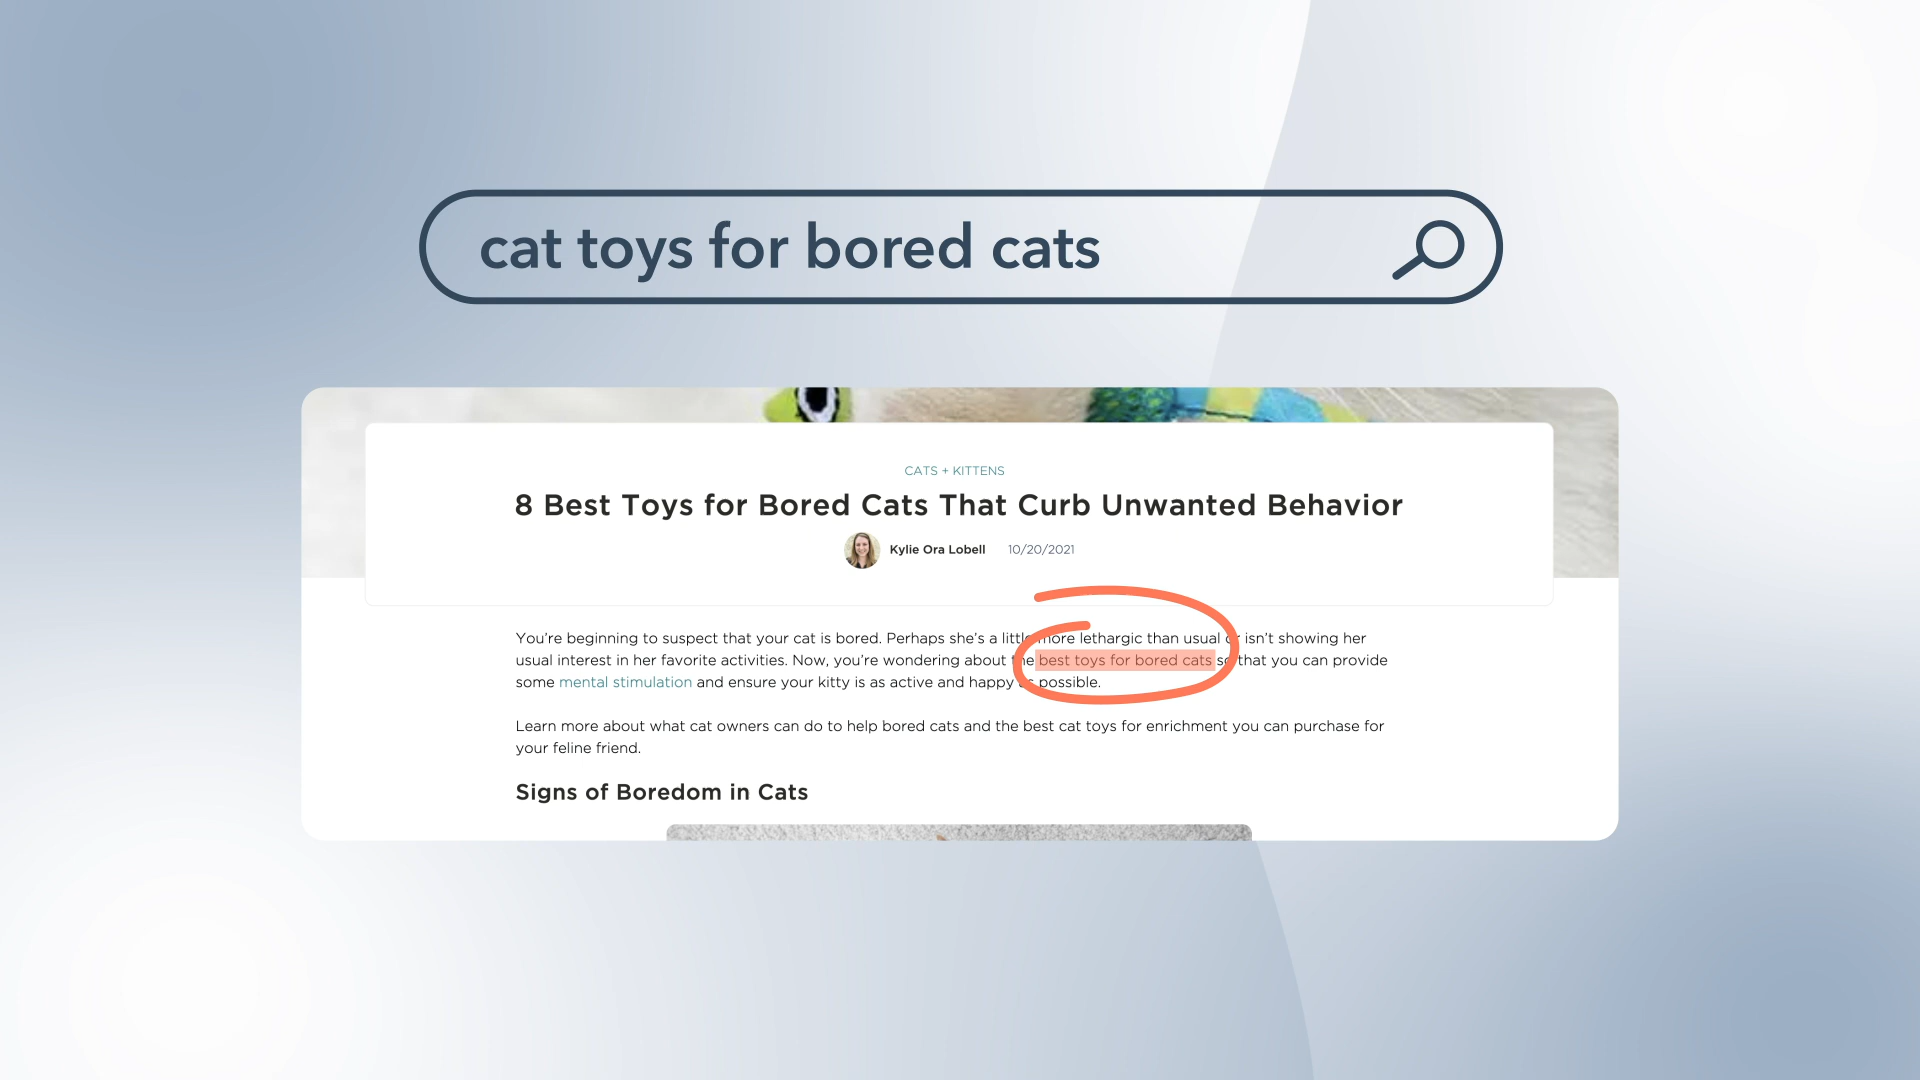 cat toys for bored cats
CATS + KITTENS
8 Best Toys for Bored Cats That Curb Unwanted Behavior
Kylie Ora Lobell 10/20/2021
You’re beginning to suspect that your cat is bored. Perhaps she’s a little more lethargic than usual or isn’t showing her
usual interest in her favorite activities. Now, you’re wondering about the best toys for bored cats so that you can provide
some mental stimulation and ensure your kitty is as active and happy as possible.
Learn more about what cat owners can do to help bored cats and the best cat toys for enrichment you can purchase for
your feline friend.
Signs of Boredom in Cats